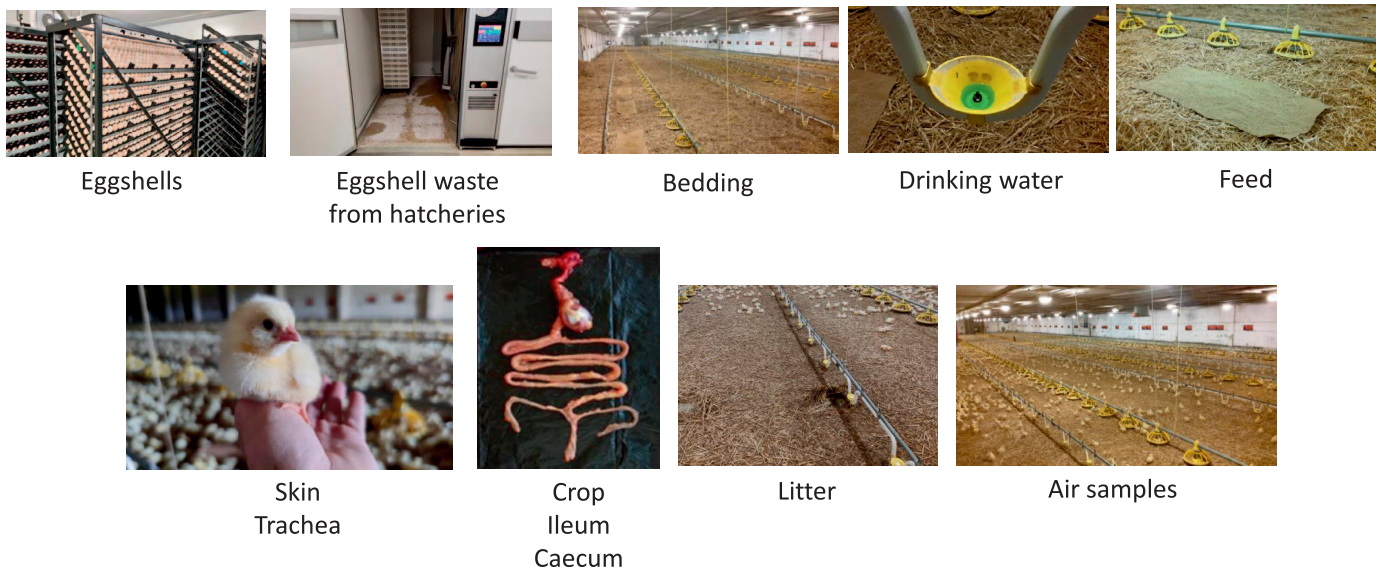 Eggshells
Eggshell waste
from hatcheries
Bedding
Drinking water
Feed
Skin
Trachea
Crop
Ileum
Caecum
Litter
Air samples